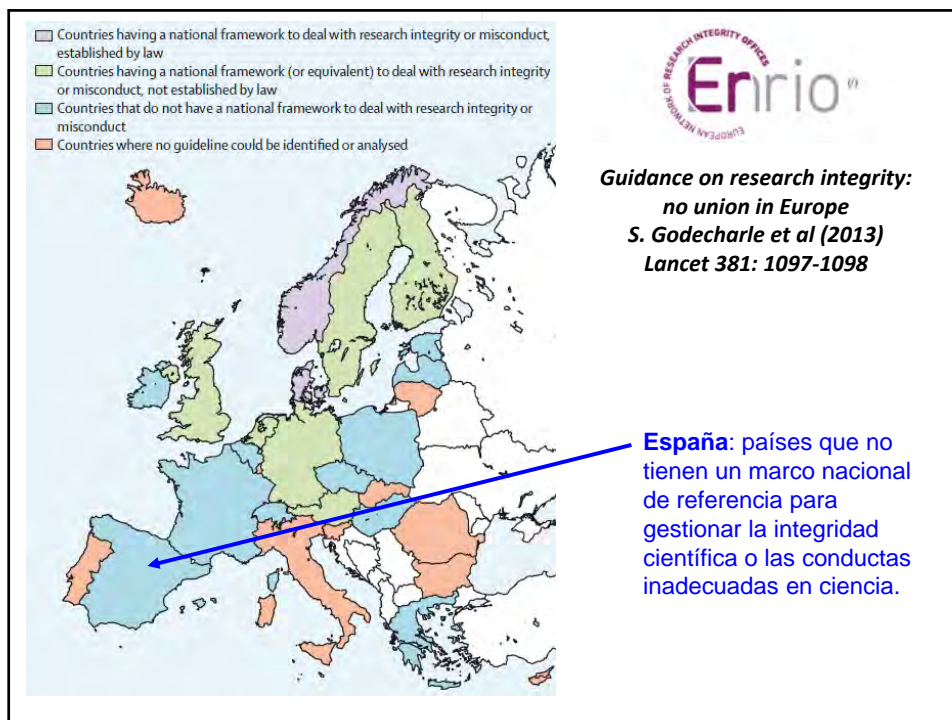 Countries having a national framework to deal with research integrity or misconduct,
established by law
Countries having a national framework (or equivalent) to deal with research integrity
or misconduct, not established by law
Countries that do not have a national framework to deal with research integrity or
misconduct
Countries where no guideline could be identified or analysed
EUROPEAN NETWORK OF RESEARCH INTEGRITY OFFICES
Enrio
Guidance on research integrity:
no union in Europe
S. Godecharle et al (2013)
Lancet 381: 1097-1098
España: países que no
tienen un marco nacional
de referencia para
gestionar la integridad
científica o las conductas
inadecuadas en ciencia.